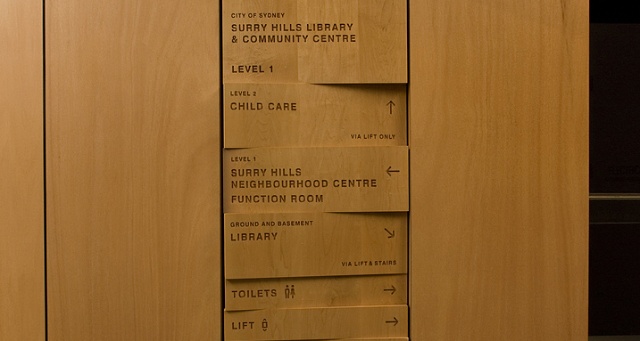 CITY OF SYDNEY
SURRY HILLS LIBRARY
& COMMUNITY CENTRE
LEVEL 1
LEVEL 2
CHILD CARE
VIA LIFT ONLY
LEVEL 1
SURRY HILLS
NEIGHBOURHOOD CENTRE
FUNCTION ROOM
GROUND AND BASEMENT
LIBRARY
VIA LIFT & STAIRS
TOILETS
LIFT